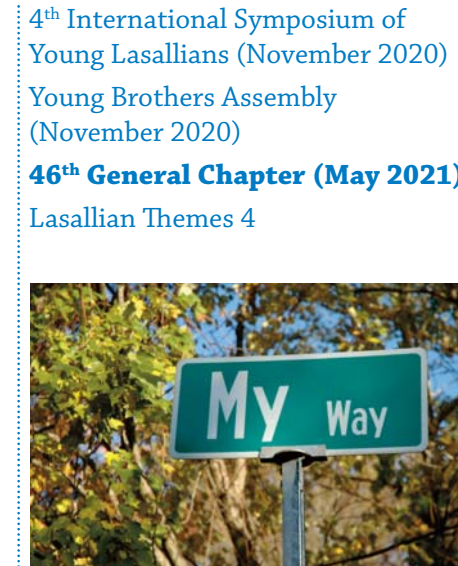 4th International Symposium of
Young Lasallians (November 2020)
Young Brothers Assembly
(November 2020)
46th General Chapter (May 2021)
Lasallian Themes 4
My Way